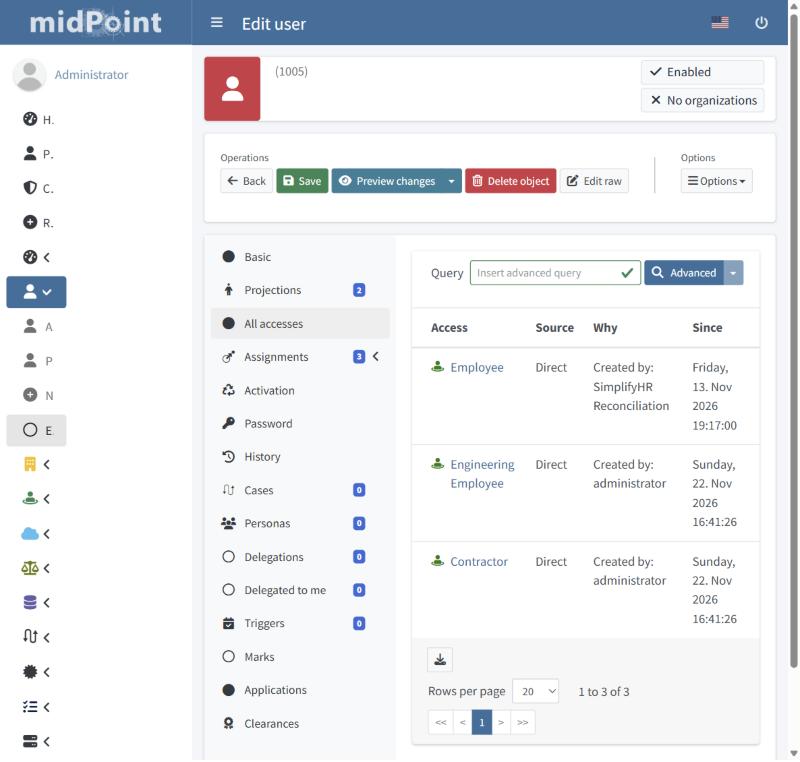 midPoint
Edit user
Administrator
H.
P.
C.
R.
A
P
N
E
(1005)
Enabled
No organizations
Operations
Back
Save
Preview changes
Delete object
Edit raw
Options
Options
Basic
Projections 2
All accesses
Assignments 3
Activation
Password
History
Cases 0
Personas 0
Delegations 0
Delegated to me 0
Triggers 0
Marks
Applications
Clearances
Query Insert advanced query Advanced
Access Source Why Since
Employee Direct Created by: Friday,
SimplifyHR 13. Nov
Reconciliation 2026
19:17:00
Engineering Direct Created by: Sunday,
Employee administrator 22. Nov
2026
16:41:26
Contractor Direct Created by: Sunday,
administrator 22. Nov
2026
16:41:26
Rows per page 20 1 to 3 of 3
<< < 1 > >>